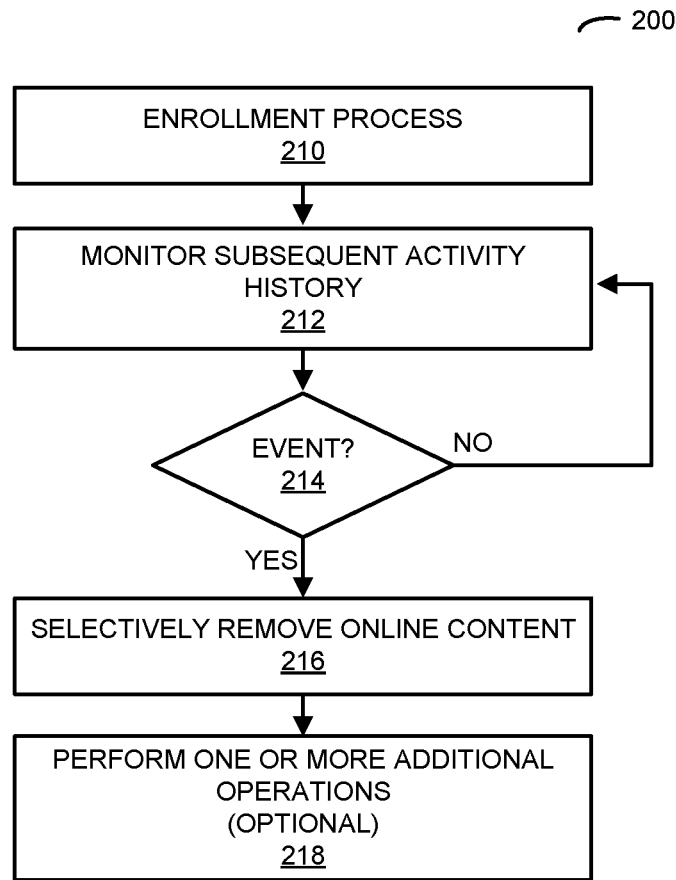 200
ENROLLMENT PROCESS
210
MONITOR SUBSEQUENT ACTIVITY
HISTORY
212
EVENT?
214
NO
YES
SELECTIVELY REMOVE ONLINE CONTENT
216
PERFORM ONE OR MORE ADDITIONAL
OPERATIONS
(OPTIONAL)
218